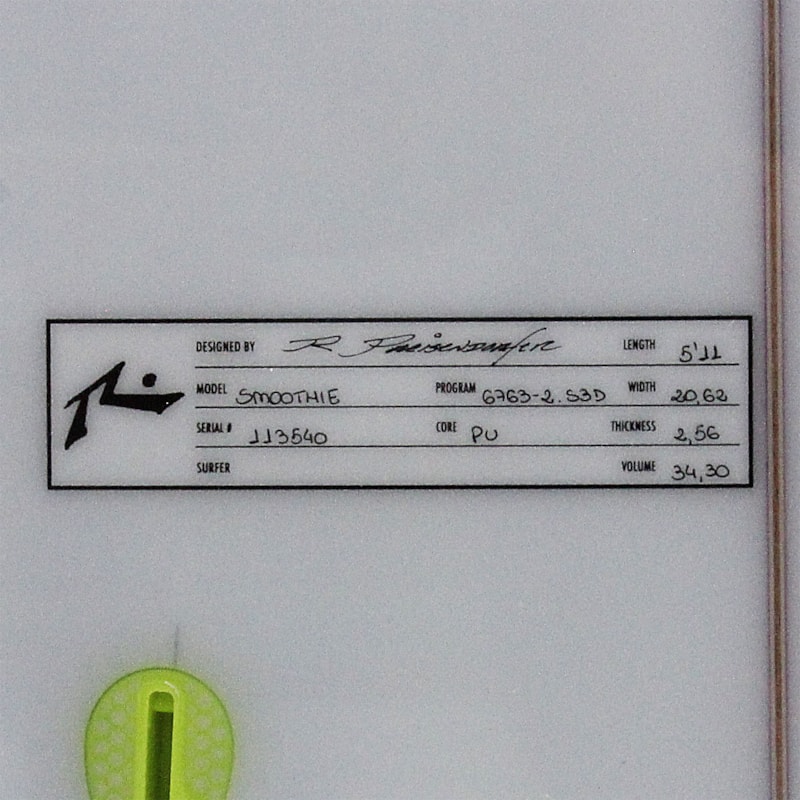 DESIGNED BY R. Preisendorfer LENGTH 5'11
MODEL SMOOTHIE PROGRAM 6763-2.S3D WIDTH 20,62
SERIAL # 113540 CORE PU THICKNESS 2,56
SURFER VOLUME 34,30